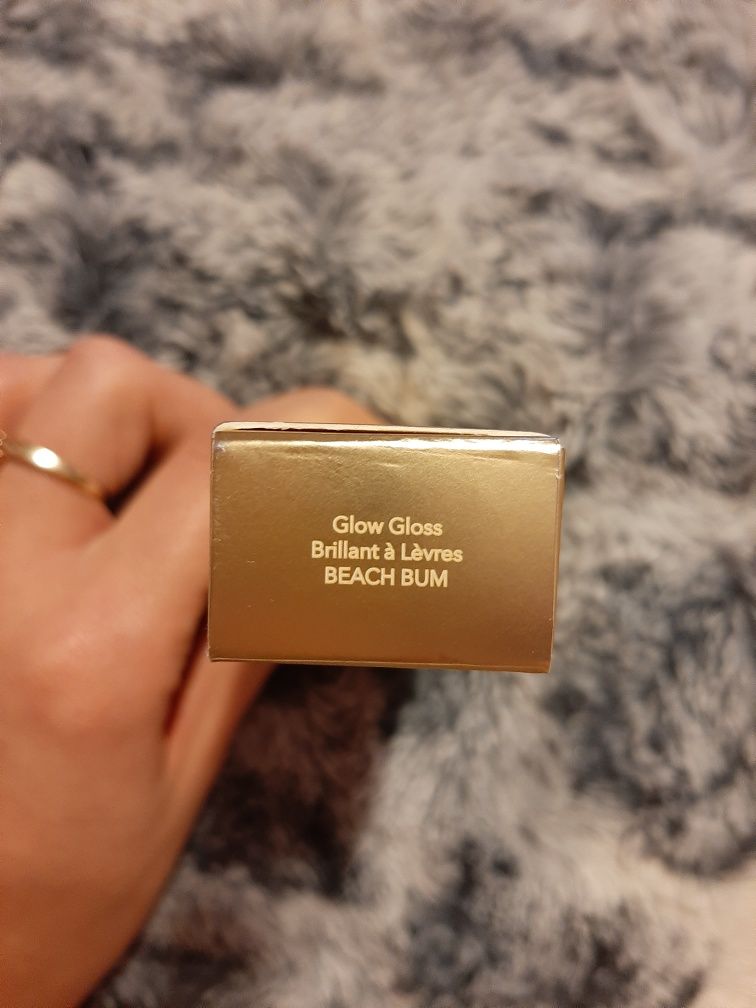 Glow Gloss
Brillant à Lèvres
BEACH BUM